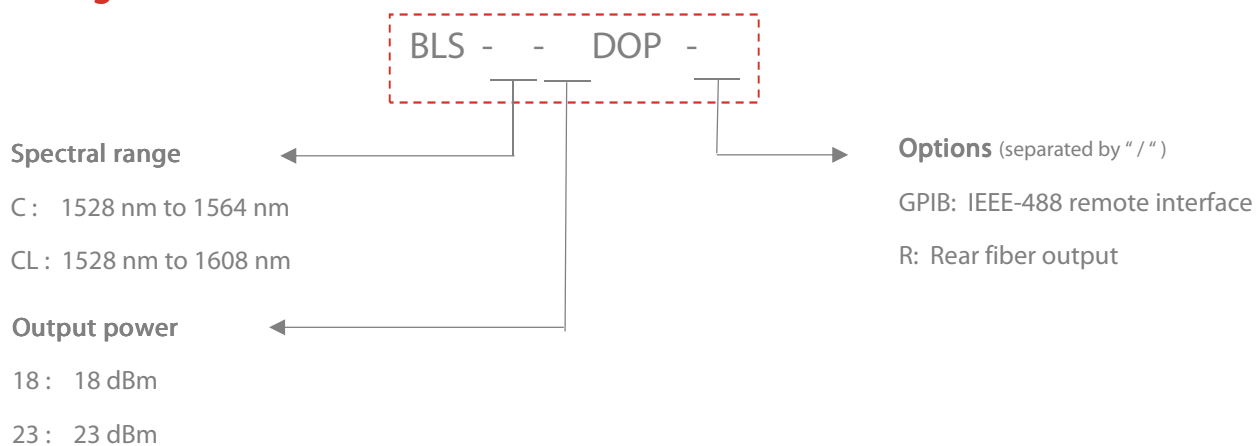 BLS - - DOP -
Spectral range
C : 1528 nm to 1564 nm
CL : 1528 nm to 1608 nm
Output power
18 : 18 dBm
23 : 23 dBm
Options (separated by “ / “ )
GPIB: IEEE-488 remote interface
R: Rear fiber output